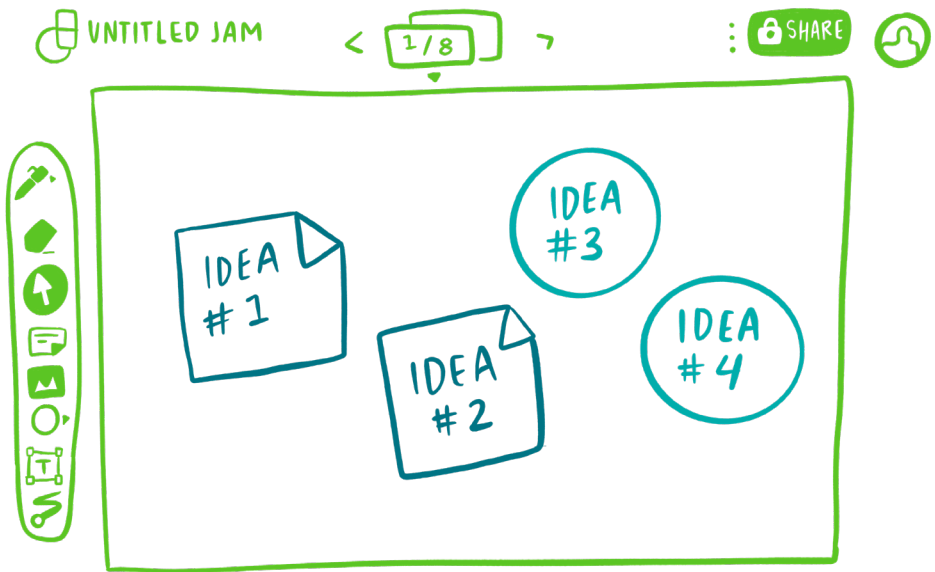 UNTITLED JAM
1/8
SHARE
IDEA
#1
IDEA
#2
IDEA
#3
IDEA
#4
T